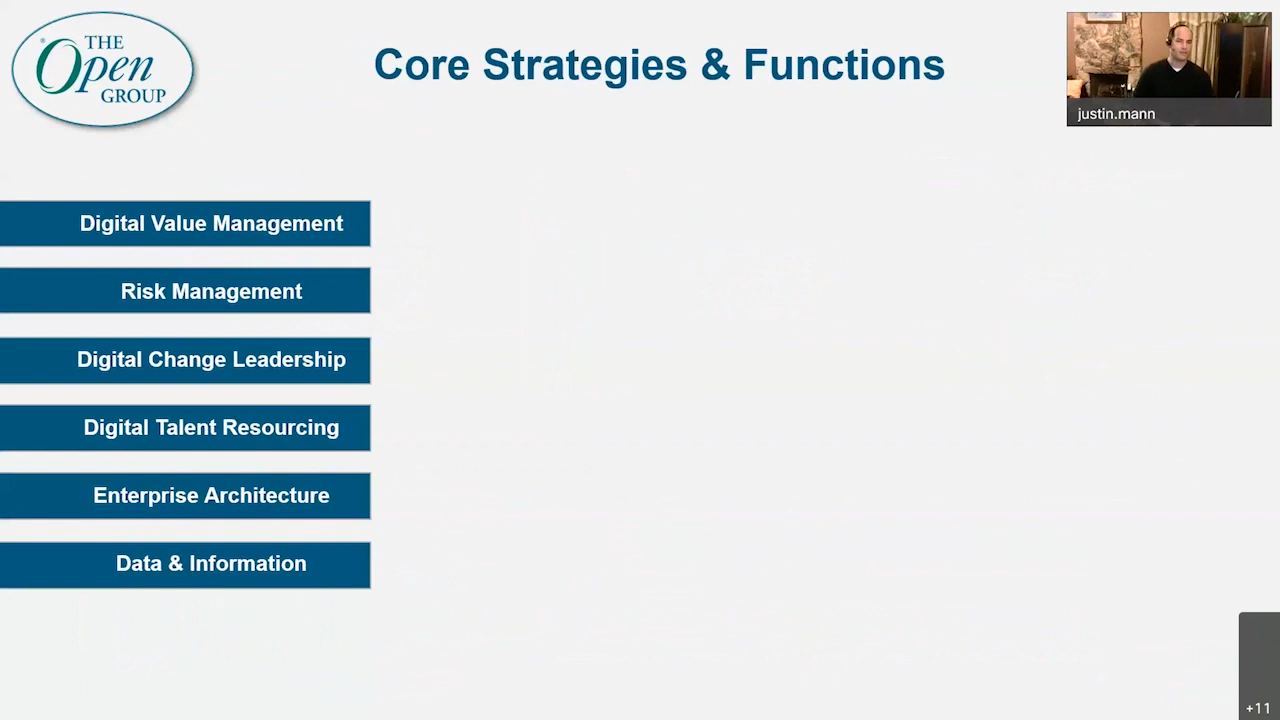 THE
Open
GROUP
®
Core Strategies & Functions
justin.mann
Digital Value Management
Risk Management
Digital Change Leadership
Digital Talent Resourcing
Enterprise Architecture
Data & Information
+11